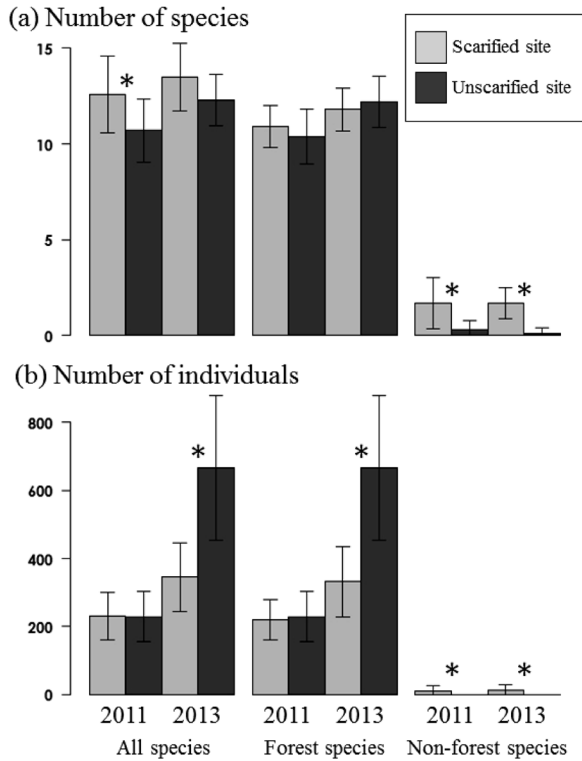 (a) Number of species
Scarified site
Unscarified site
15
10
5
0
*
*
*
(b) Number of individuals
800
600
400
200
0
*
*
*
*
2011 2013 2011 2013 2011 2013
All species Forest species Non-forest species